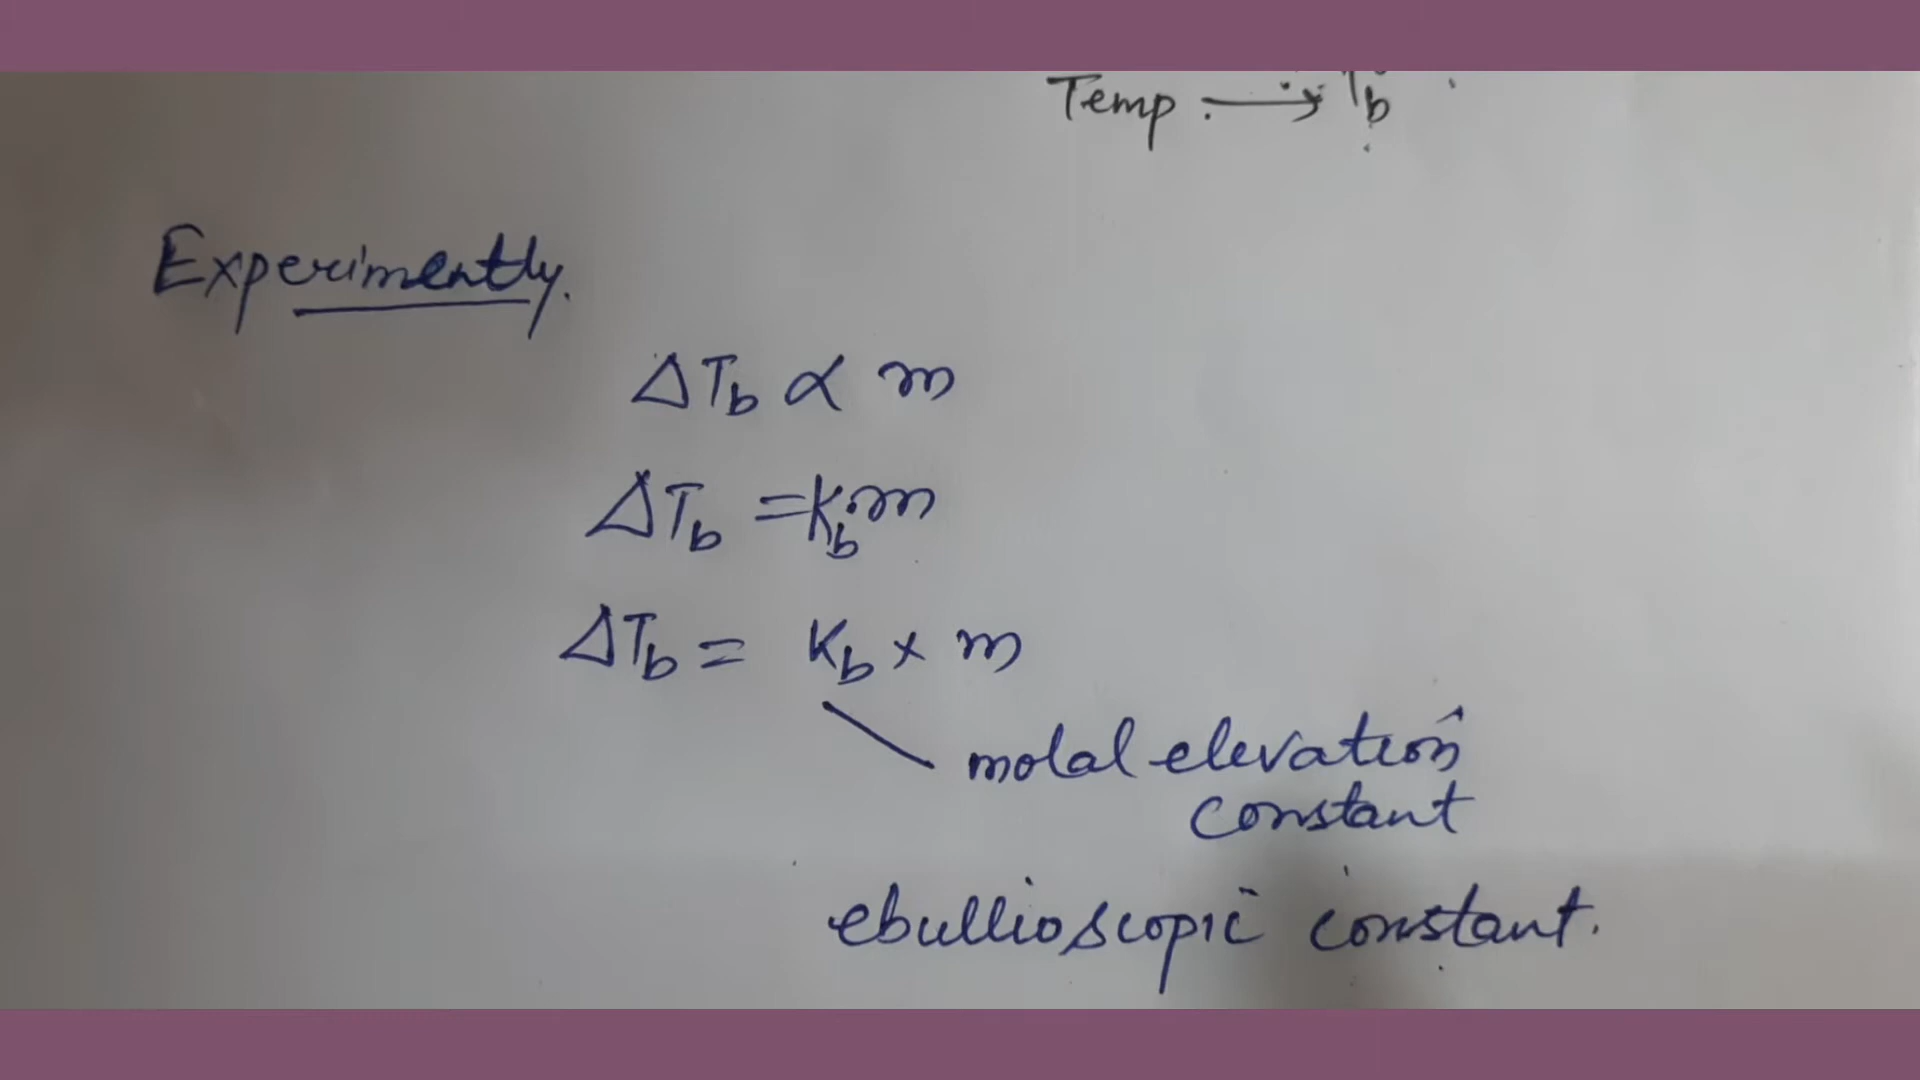 Temp. → Tb
Experimently.
ΔTb ∝ m
ΔTb = Kb.m
ΔTb = Kb × m
molal elevation
constant
ebullioscopic constant.